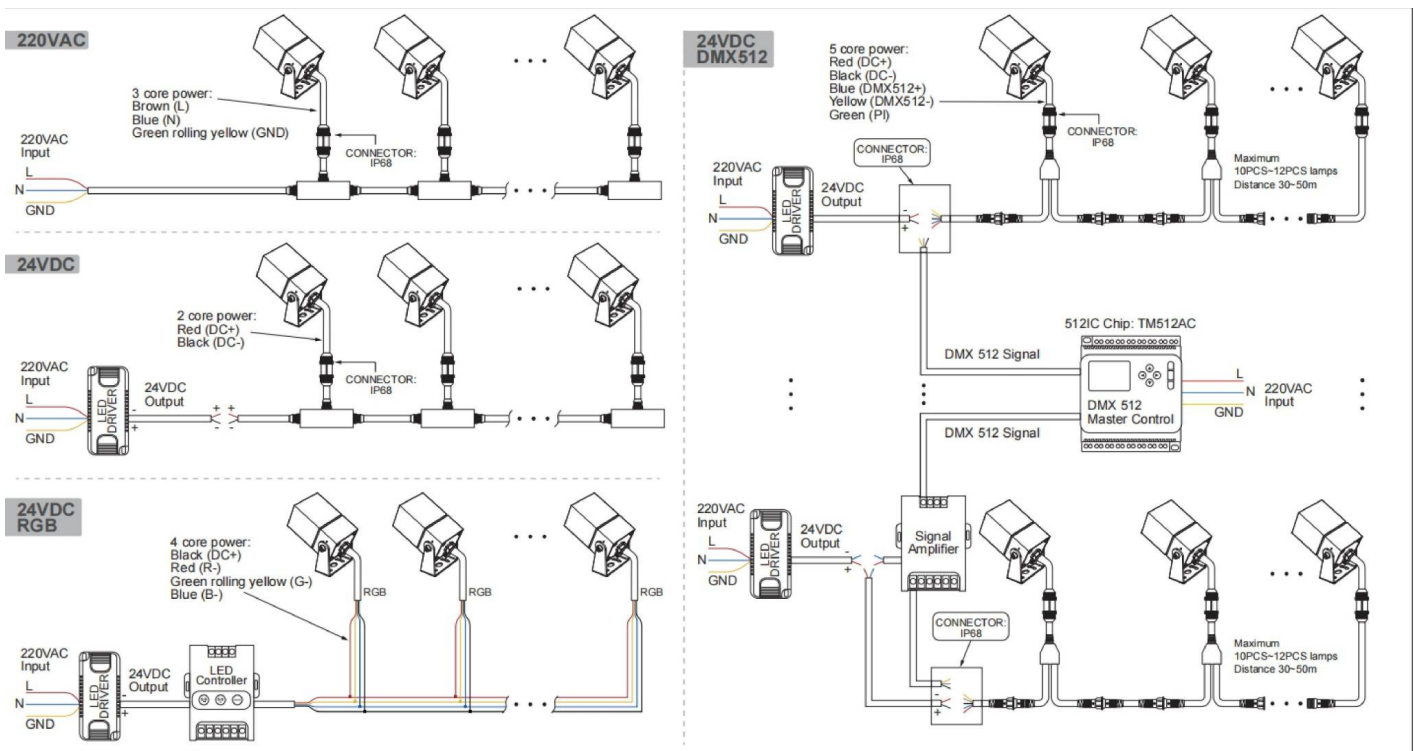 220VAC
3 core power:
Brown (L)
Blue (N)
Green rolling yellow (GND)
220VAC
Input
L
N
GND
CONNECTOR:
IP68
24VDC
2 core power:
Red (DC+)
Black (DC-)
220VAC
Input
L
N
GND
LED
DRIVER
24VDC
Output
-
+
+ +
- -
CONNECTOR:
IP68
24VDC
RGB
4 core power:
Black (DC+)
Red (R-)
Green rolling yellow (G-)
Blue (B-)
RGB
RGB
RGB
220VAC
Input
L
N
GND
LED
DRIVER
24VDC
Output
-
+
LED
Controller
24VDC
DMX512
5 core power:
Red (DC+)
Black (DC-)
Blue (DMX512+)
Yellow (DMX512-)
Green (PI)
CONNECTOR:
IP68
CONNECTOR:
IP68
220VAC
Input
L
N
GND
LED
DRIVER
24VDC
Output
-
+
Maximum
10PCS~12PCS lamps
Distance 30~50m
512IC Chip: TM512AC
DMX 512 Signal
DMX 512
Master Control
L
N
GND
220VAC
Input
DMX 512 Signal
220VAC
Input
L
N
GND
LED
DRIVER
24VDC
Output
-
+
Signal
Amplifier
CONNECTOR:
IP68
-
+
Maximum
10PCS~12PCS lamps
Distance 30~50m